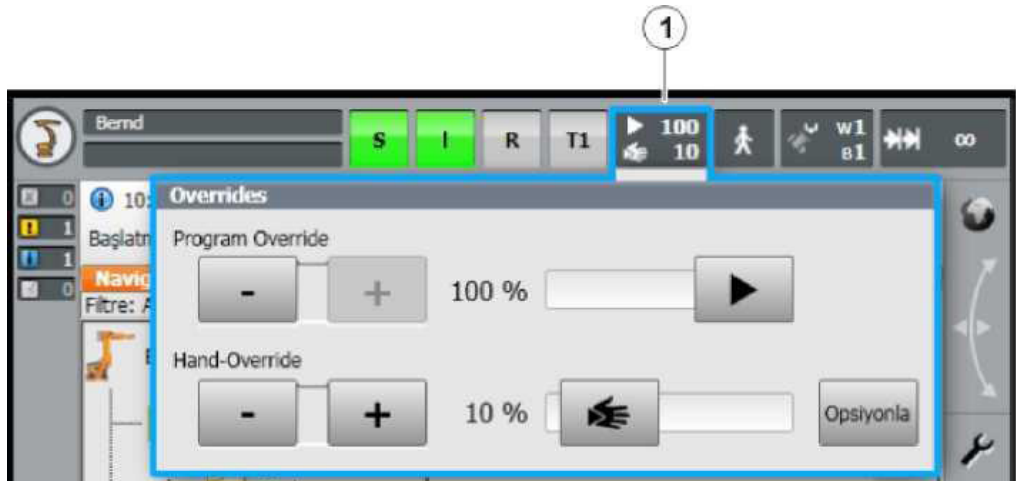 1
Bernd
S I R T1 100 10 W1 B1 ∞
0
1
1
0
10:
Başlatn
Navig
Filtre: A
Overrides
Program Override
- + 100 %
Hand-Override
- + 10 % Opsiyonla